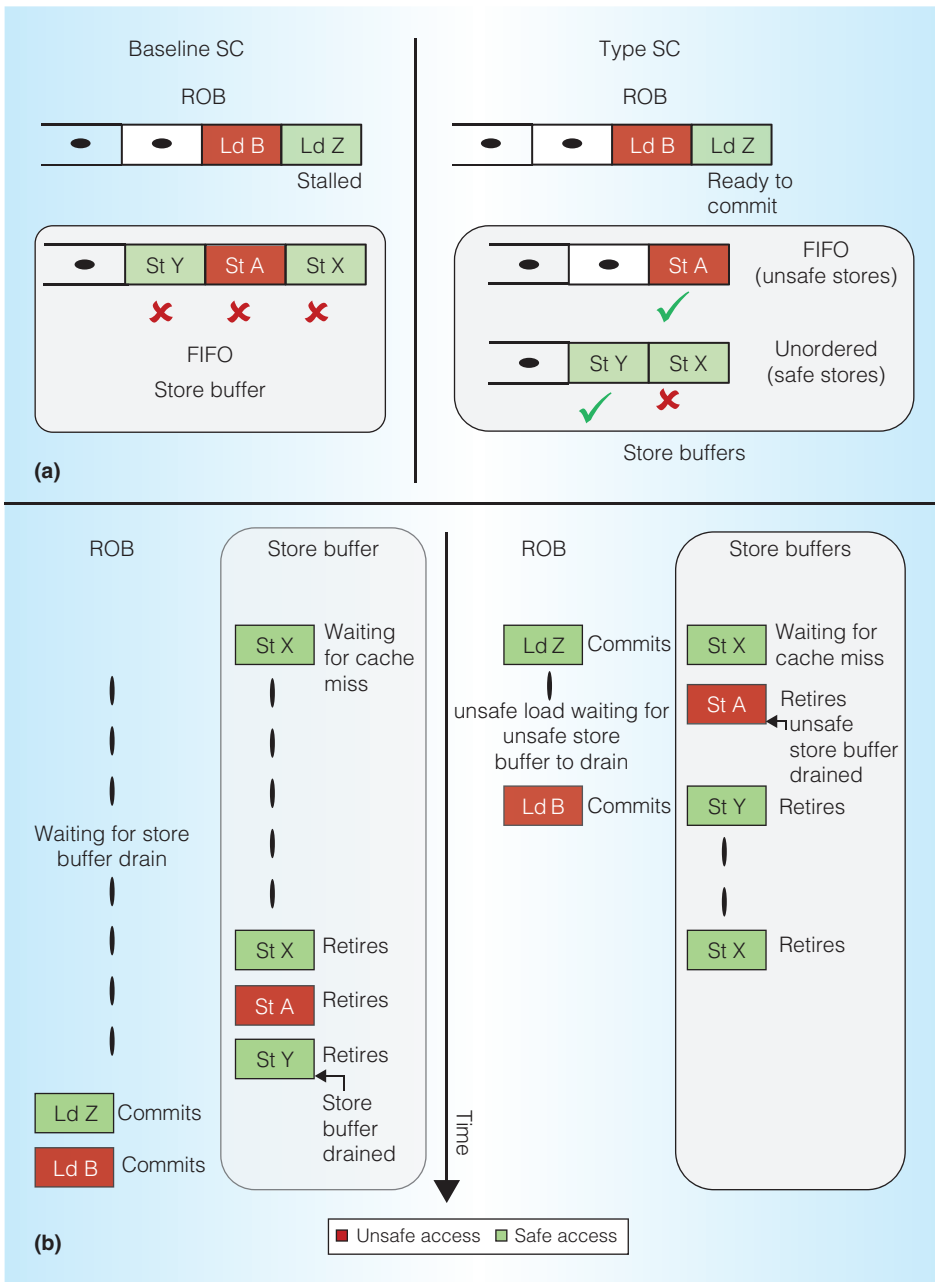 Baseline SC
ROB
Ld B
Ld Z
Stalled
St Y
St A
St X
FIFO
Store buffer
(a)
Type SC
ROB
Ld B
Ld Z
Ready to
commit
St A
FIFO
(unsafe stores)
St Y
St X
Unordered
(safe stores)
Store buffers
ROB
Store buffer
St X
Waiting
for cache
miss
Waiting for store
buffer drain
St X
Retires
St A
Retires
St Y
Retires
Store
buffer
drained
Ld Z
Commits
Ld B
Commits
Time
ROB
Store buffers
Ld Z
Commits
St X
Waiting for
cache miss
unsafe load waiting for
unsafe store
buffer to drain
St A
Retires
unsafe
store buffer
drained
Ld B
Commits
St Y
Retires
St X
Retires
(b)
Unsafe access
Safe access